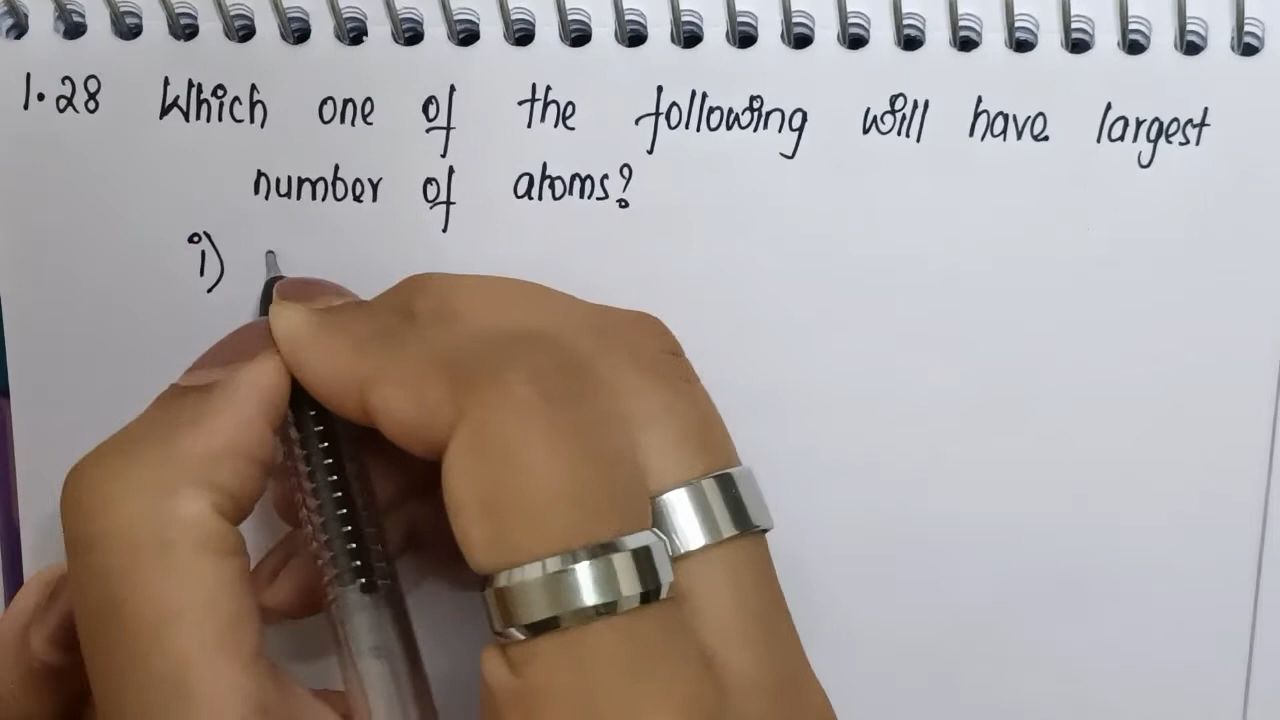 1.28 Which one of the following will have largest
number of atoms?
i)